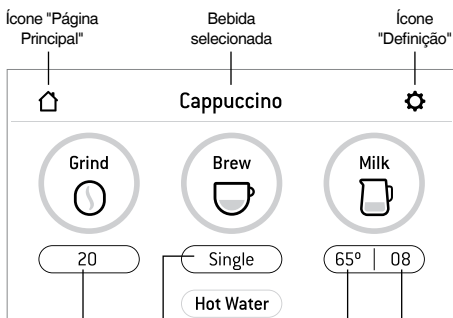 Ícone "Página
Principal"
Bebida
selecionada
Ícone
"Definição"
Cappuccino
Grind
Brew
Milk
20
Single
65º | 08
Hot Water